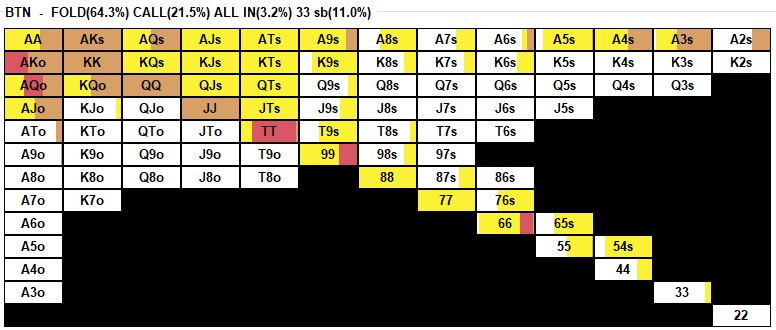 BTN - FOLD(64.3%) CALL(21.5%) ALL IN(3.2%) 33 sb(11.0%)
AA AKs AQs AJs ATs A9s A8s A7s A6s A5s A4s A3s A2s
AKo KK KQs KJs KTs K9s K8s K7s K6s K5s K4s K3s K2s
AQo KQo QQ QJs QTs Q9s Q8s Q7s Q6s Q5s Q4s Q3s
AJo KJo QJo JJ JTs J9s J8s J7s J6s J5s
ATo KTo QTo JTo TT T9s T8s T7s T6s
A9o K9o Q9o J9o T9o 99 98s 97s
A8o K8o Q8o J8o T8o 88 87s 86s
A7o K7o 77 76s
A6o 66 65s
A5o 55 54s
A4o 44
A3o 33
22